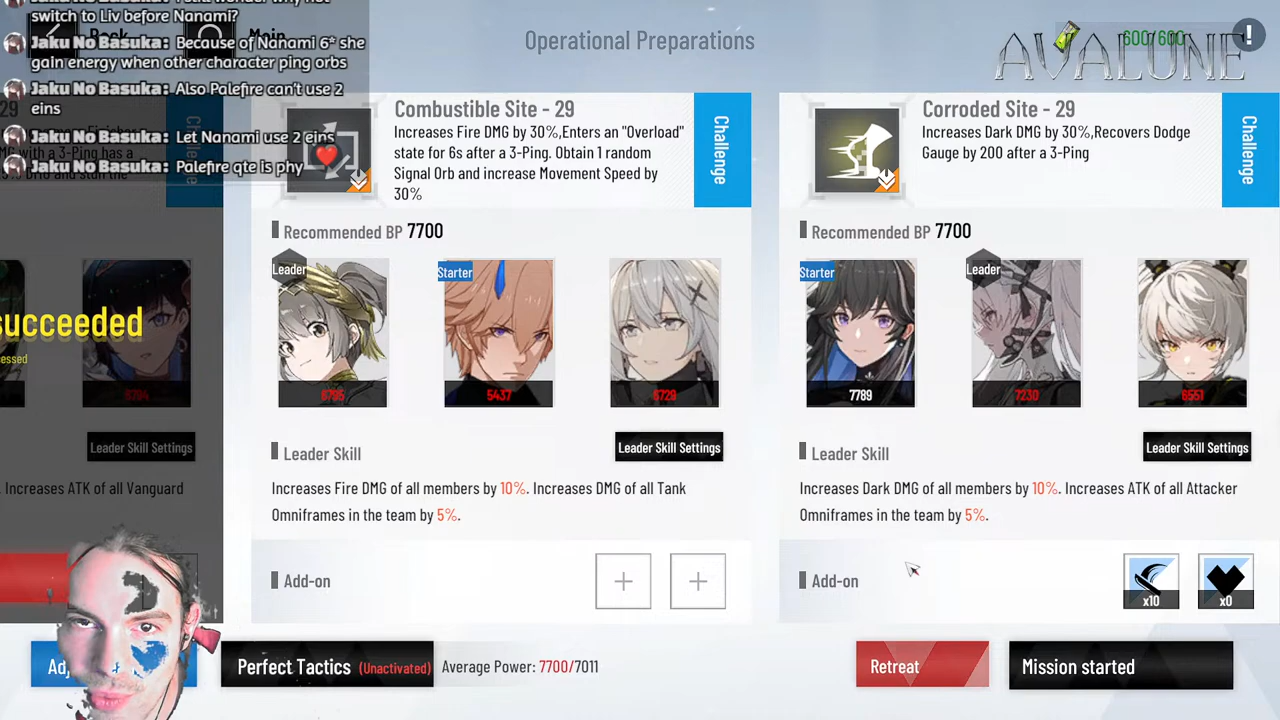 switch to Liv before Nanami?
Jaku No Basuka: Because of Nanami 6* she
gain energy when other character ping orbs
Jaku No Basuka: Also Palefire can't use 2
eins
Jaku No Basuka: Let Nanami use 2 eins
Jaku No Basuka: Palefire qte is phy
Operational Preparations
600/600
!
AVALUNE
29
Challenge
succeeded
Leader Skill Settings
Increases ATK of all Vanguard
Combustible Site - 29
Increases Fire DMG by 30%,Enters an "Overload"
state for 6s after a 3-Ping. Obtain 1 random
Signal Orb and increase Movement Speed by
30%
Challenge
Recommended BP 7700
Leader
Starter
5437
Leader Skill
Leader Skill Settings
Increases Fire DMG of all members by 10%. Increases DMG of all Tank
Omniframes in the team by 5%.
Add-on
Corroded Site - 29
Increases Dark DMG by 30%,Recovers Dodge
Gauge by 200 after a 3-Ping
Challenge
Recommended BP 7700
Starter
Leader
7789
7230
Leader Skill
Leader Skill Settings
Increases Dark DMG of all members by 10%. Increases ATK of all Attacker
Omniframes in the team by 5%.
Add-on
x10
x0
Perfect Tactics (Unactivated)
Average Power: 7700/7011
Retreat
Mission started